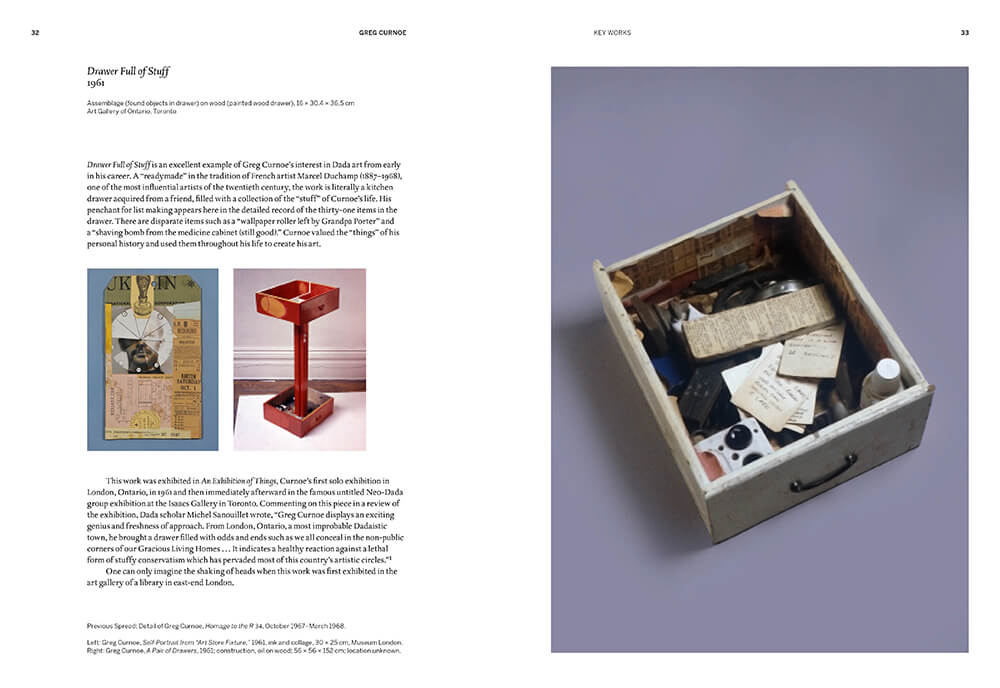 32
GREG CURNOE
KEY WORKS
33
Drawer Full of Stuff
1961
Assemblage (found objects in drawer) on wood (painted wood drawer), 16 × 30.4 × 36.5 cm
Art Gallery of Ontario, Toronto
Drawer Full of Stuff is an excellent example of Greg Curnoe’s interest in Dada art from early
in his career. A “readymade” in the tradition of French artist Marcel Duchamp (1887–1968),
one of the most influential artists of the twentieth century, the work is literally a kitchen
drawer acquired from a friend, filled with a collection of the “stuff” of Curnoe’s life. His
penchant for list making appears here in the detailed record of the thirty-one items in the
drawer. There are disparate items such as a “wallpaper roller left by Grandpa Porter” and
a “shaving bomb from the medicine cabinet (still good).” Curnoe valued the “things” of his
personal history and used them throughout his life to create his art.
UK IN
SATURDAY
OCT. 1
This work was exhibited in An Exhibition of Things, Curnoe’s first solo exhibition in
London, Ontario, in 1961 and then immediately afterward in the famous untitled Neo-Dada
group exhibition at the Isaacs Gallery in Toronto. Commenting on this piece in a review of
the exhibition, Dada scholar Michel Sanouillet wrote, “Greg Curnoe displays an exciting
genius and freshness of approach. From London, Ontario, a most improbable Dadaistic
town, he brought a drawer filled with odds and ends such as we all conceal in the non-public
corners of our Gracious Living Homes . . . It indicates a healthy reaction against a lethal
form of stuffy conservatism which has pervaded most of this country’s artistic circles.”¹
One can only imagine the shaking of heads when this work was first exhibited in the
art gallery of a library in east-end London.
Previous Spread: Detail of Greg Curnoe, Homage to the R 34, October 1967–March 1968.
Left: Greg Curnoe, Self-Portrait from “Art Store Fixture,” 1961, ink and collage, 30 × 25 cm, Museum London.
Right: Greg Curnoe, A Pair of Drawers, 1961; construction, oil on wood; 56 × 56 × 152 cm; location unknown.